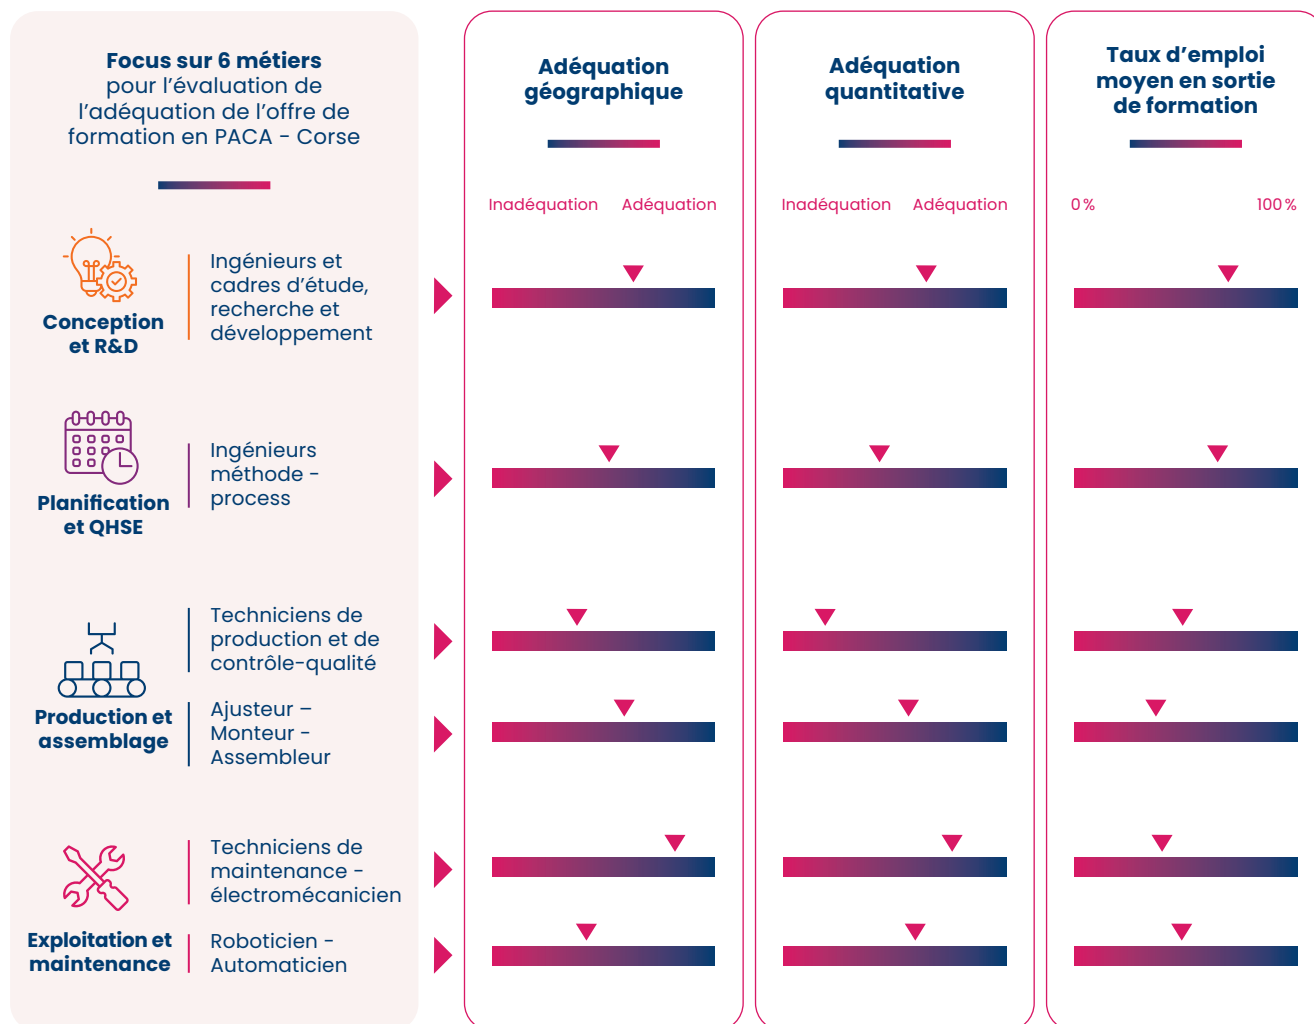 Focus sur 6 métiers
pour l'évaluation de
l'adéquation de l'offre de
formation en PACA - Corse
Adéquation
géographique
Adéquation
quantitative
Taux d'emploi
moyen en sortie
de formation
Inadéquation
Adéquation
Inadéquation
Adéquation
0 %
100 %
Conception
et R&D
Ingénieurs et
cadres d'étude,
recherche et
développement
Planification
et QHSE
Ingénieurs
méthode -
process
Production et
assemblage
Techniciens de
production et de
contrôle-qualité
Ajusteur –
Monteur -
Assembleur
Exploitation et
maintenance
Techniciens de
maintenance -
électromécanicien
Roboticien -
Automaticien